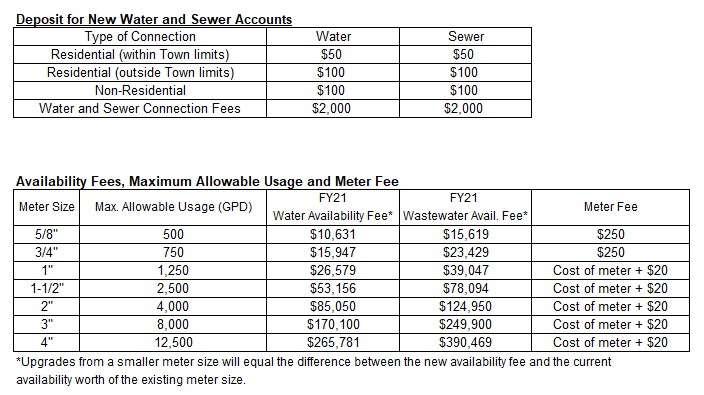 Deposit for New Water and Sewer Accounts
Type of Connection Water Sewer
Residential (within Town limits) $50 $50
Residential (outside Town limits) $100 $100
Non-Residential $100 $100
Water and Sewer Connection Fees $2,000 $2,000
Availability Fees, Maximum Allowable Usage and Meter Fee
Meter Size Max. Allowable Usage (GPD) FY21 Water Availability Fee* FY21 Wastewater Avail. Fee* Meter Fee
5/8" 500 $10,631 $15,619 $250
3/4" 750 $15,947 $23,429 $250
1" 1,250 $26,579 $39,047 Cost of meter + $20
1-1/2" 2,500 $53,156 $78,094 Cost of meter + $20
2" 4,000 $85,050 $124,950 Cost of meter + $20
3" 8,000 $170,100 $249,900 Cost of meter + $20
4" 12,500 $265,781 $390,469 Cost of meter + $20
*Upgrades from a smaller meter size will equal the difference between the new availability fee and the current
availability worth of the existing meter size.